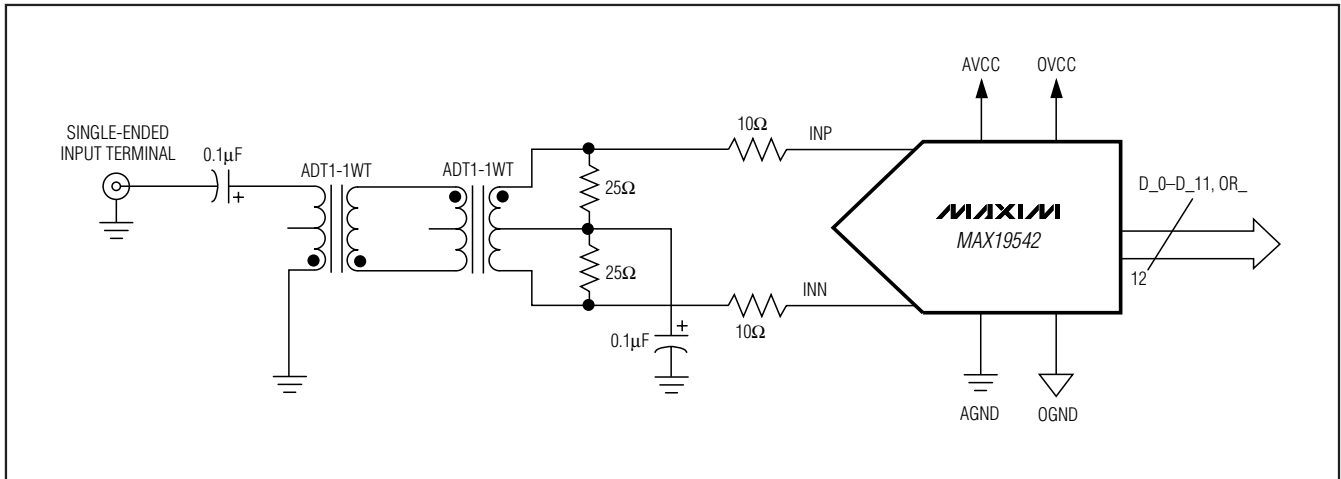 SINGLE-ENDED
INPUT TERMINAL
0.1μF
+
ADT1-1WT
ADT1-1WT
25Ω
25Ω
10Ω
INP
10Ω
INN
0.1μF
+
AVCC
OVCC
MAXIM
MAX19542
D_0–D_11, OR_
12
AGND
OGND